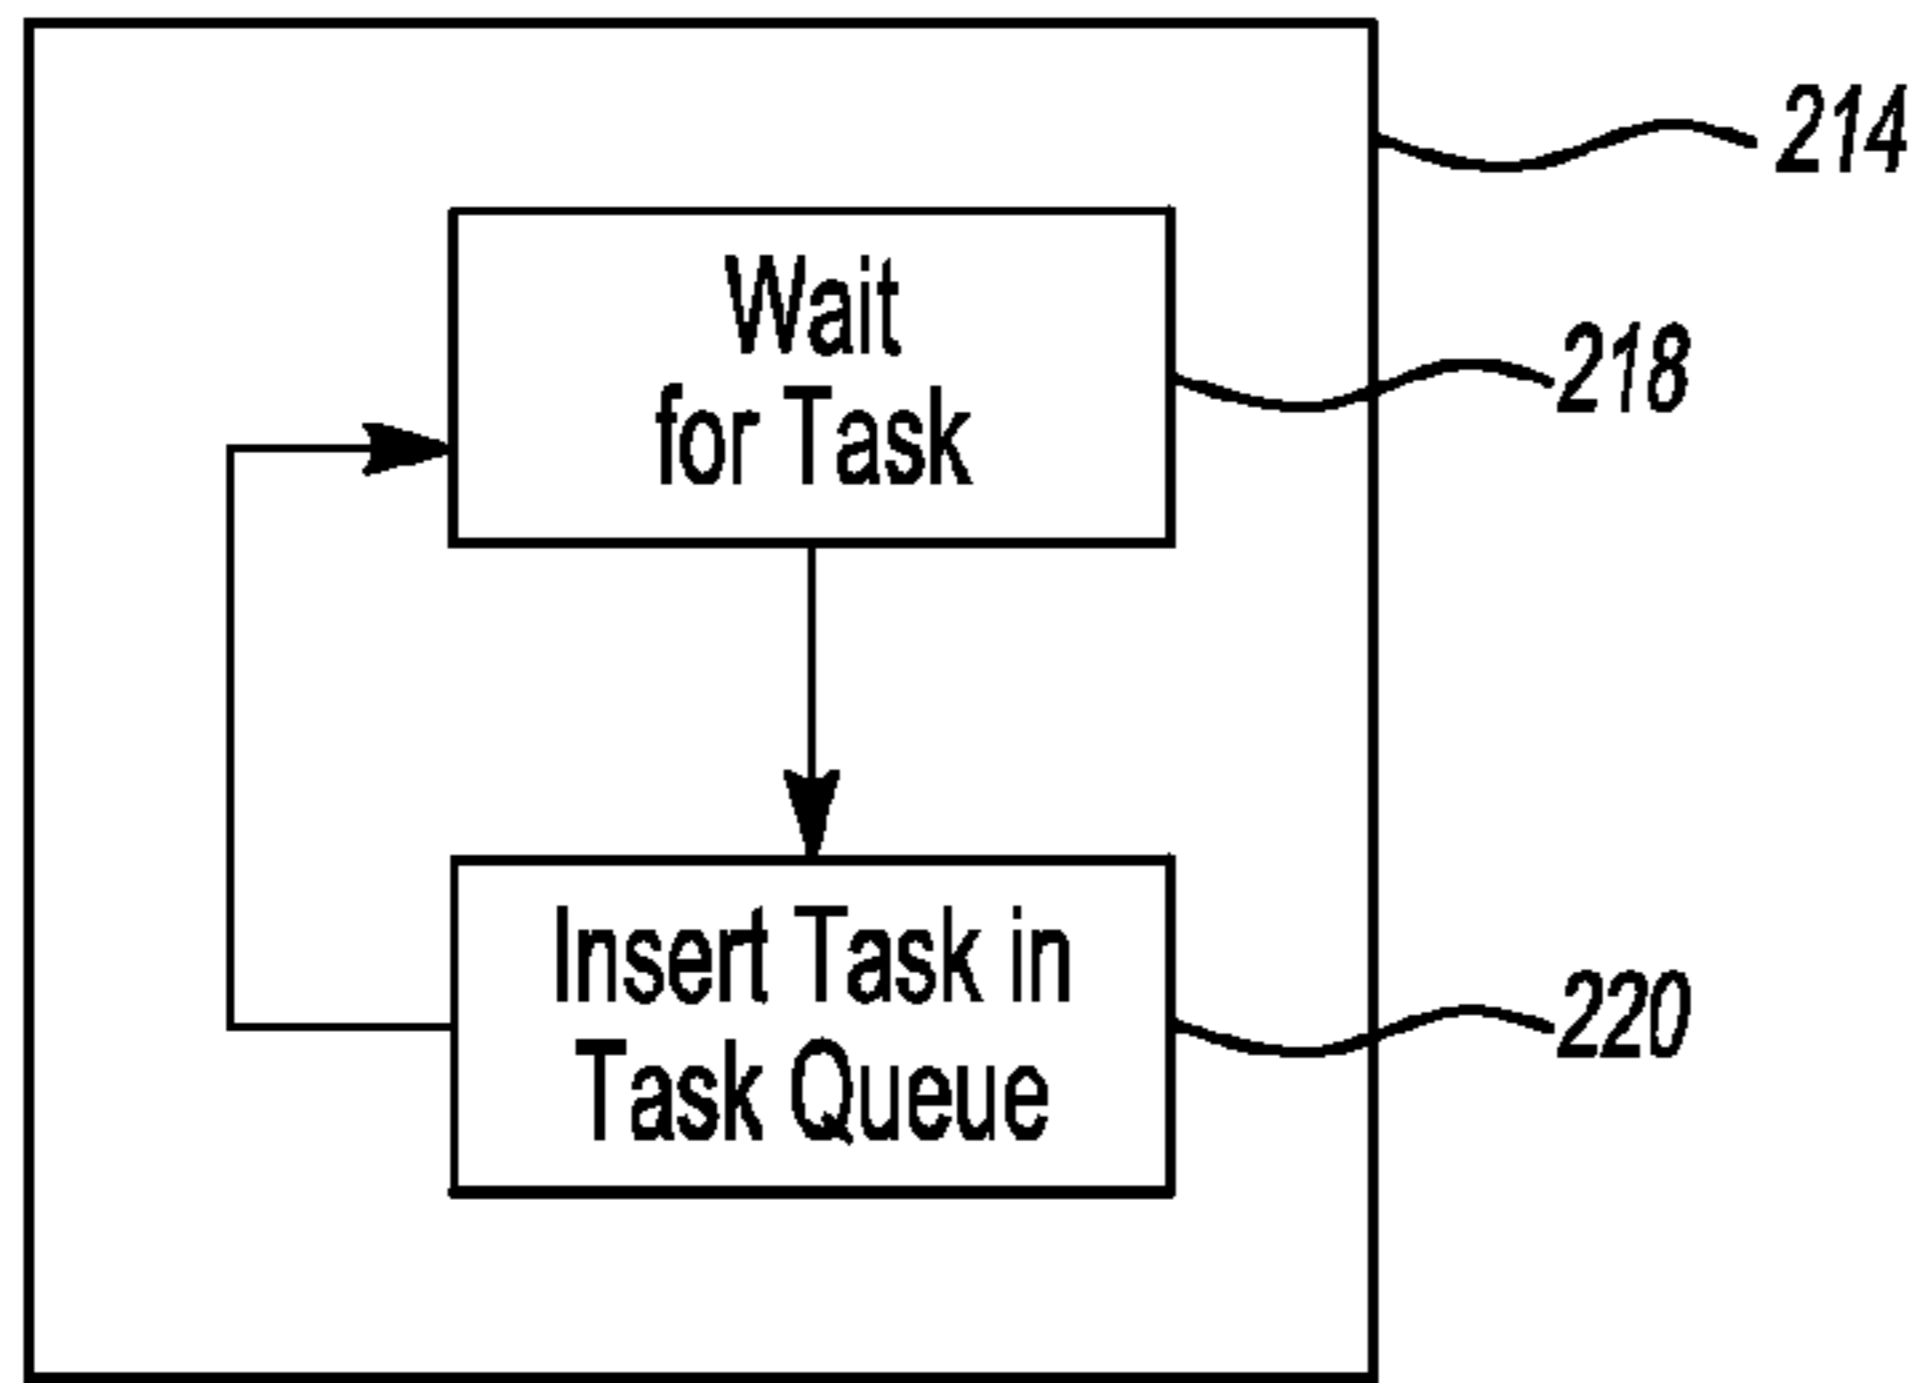 214
Wait
for Task
218
Insert Task in
Task Queue
220